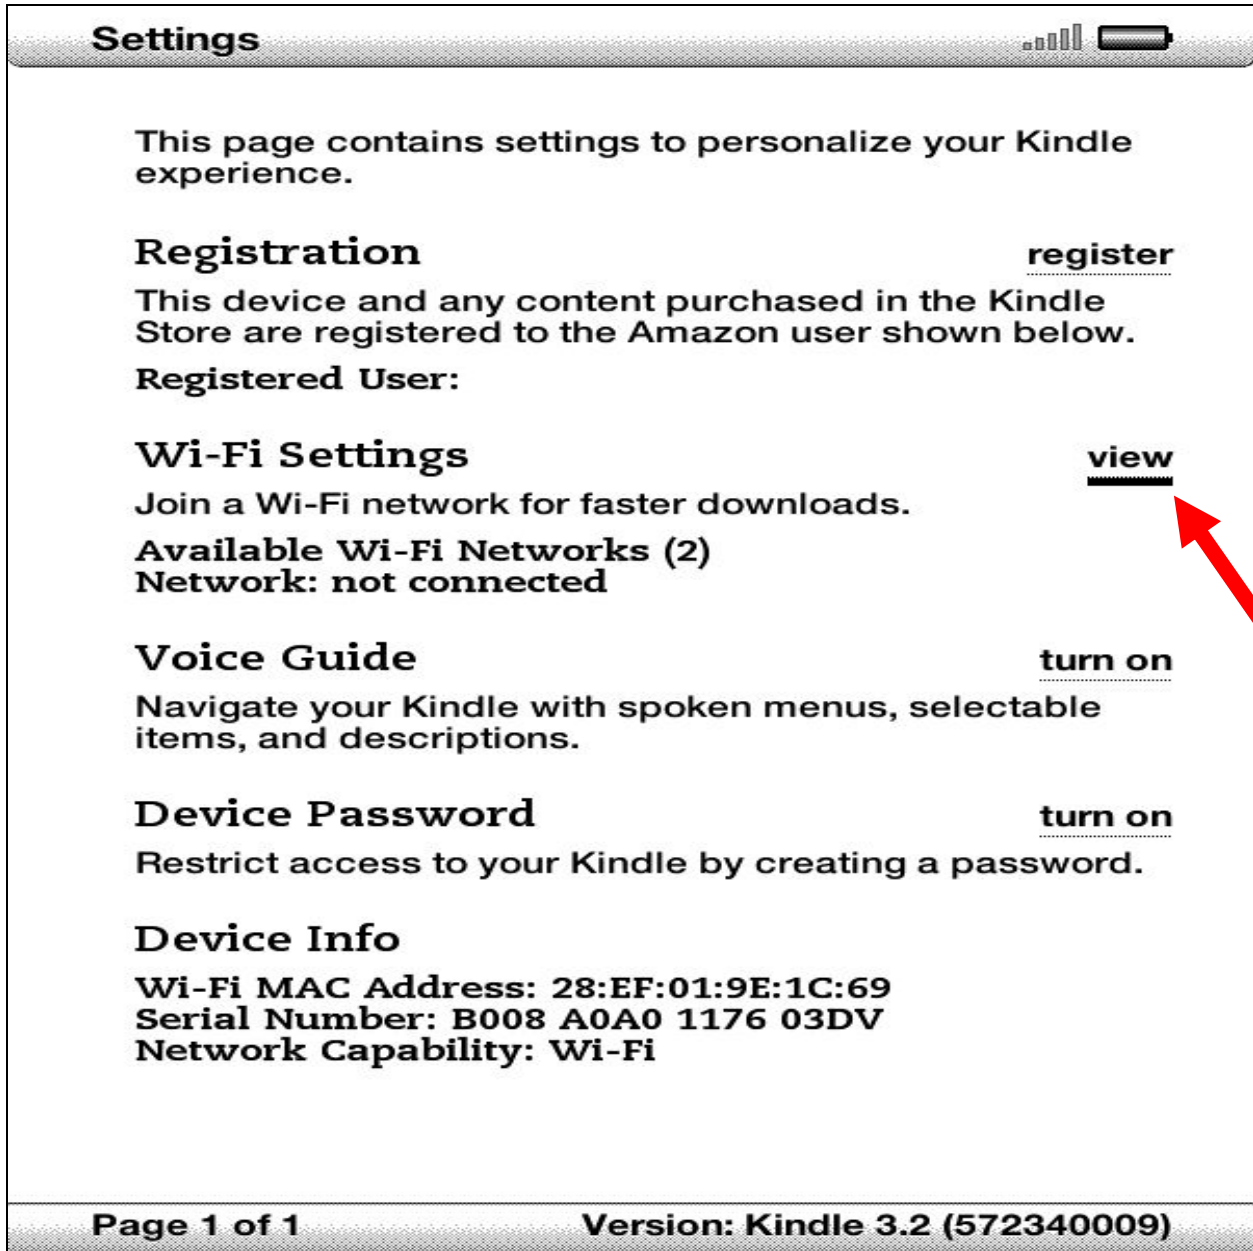 Settings
This page contains settings to personalize your Kindle
experience.
Registration register
This device and any content purchased in the Kindle
Store are registered to the Amazon user shown below.
Registered User:
Wi-Fi Settings view
Join a Wi-Fi network for faster downloads.
Available Wi-Fi Networks (2)
Network: not connected
Voice Guide turn on
Navigate your Kindle with spoken menus, selectable
items, and descriptions.
Device Password turn on
Restrict access to your Kindle by creating a password.
Device Info
Wi-Fi MAC Address: 28:EF:01:9E:1C:69
Serial Number: B008 A0A0 1176 03DV
Network Capability: Wi-Fi
Page 1 of 1 Version: Kindle 3.2 (572340009)